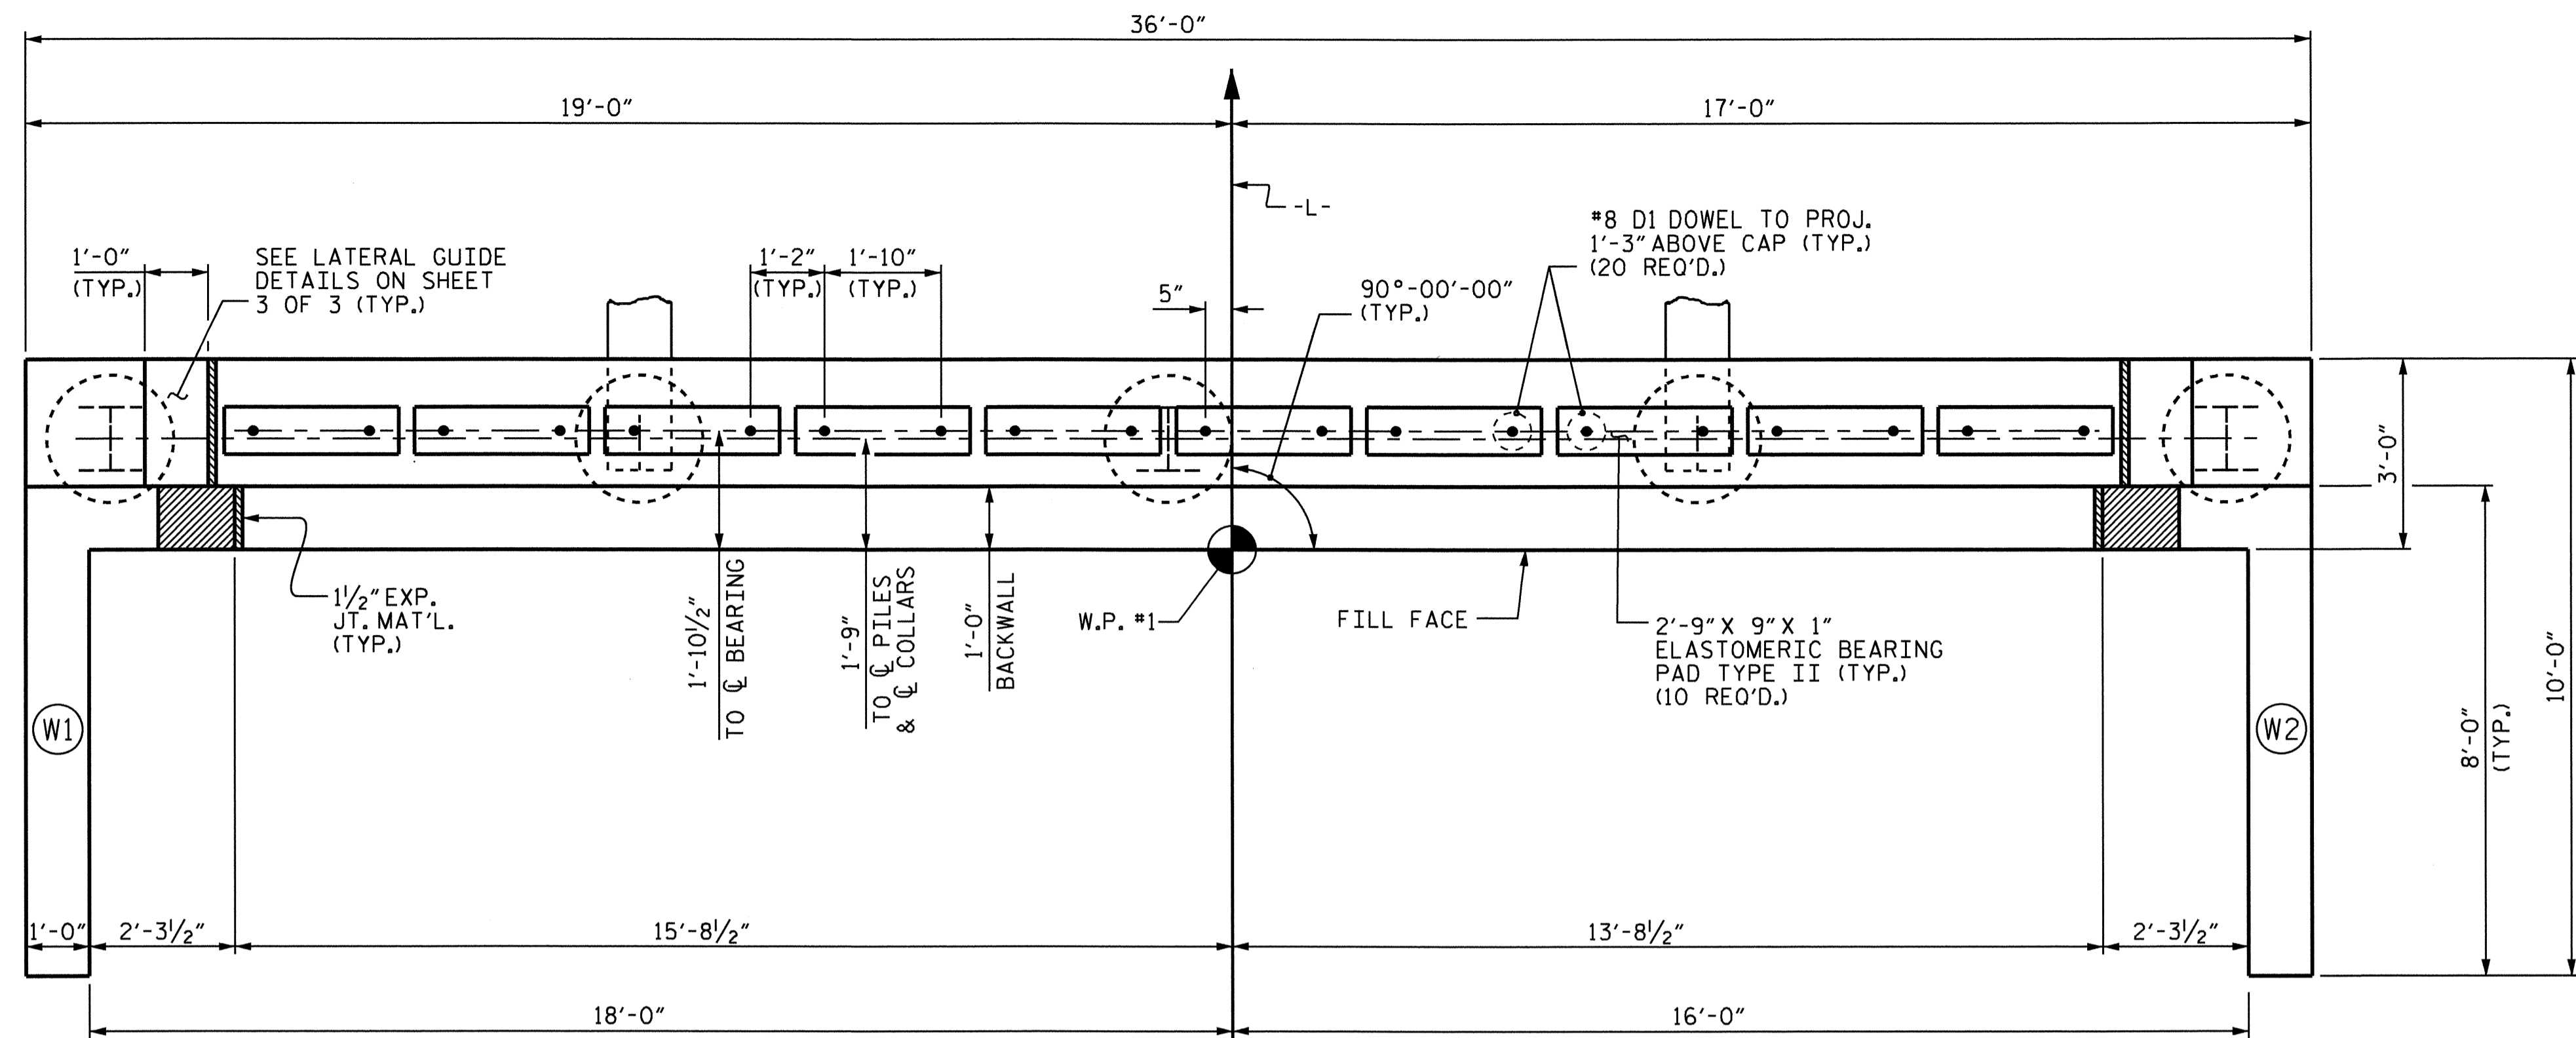 36'-0"
19'-0"
17'-0"
-L-
1'-0"
(TYP.)
SEE LATERAL GUIDE
DETAILS ON SHEET
3 OF 3 (TYP.)
1'-2"
(TYP.)
1'-10"
(TYP.)
5"
90°-00'-00"
(TYP.)
#8 D1 DOWEL TO PROJ.
1'-3" ABOVE CAP (TYP.)
(20 REQ'D.)
3'-0"
10'-0"
8'-0"
(TYP.)
1½" EXP.
JT. MAT'L.
(TYP.)
1'-10½"
TO ℄ BEARING
1'-9"
TO ℄ PILES
& ℄ COLLARS
1'-0"
BACKWALL
W.P. #1
FILL FACE
2'-9" X 9" X 1"
ELASTOMERIC BEARING
PAD TYPE II (TYP.)
(10 REQ'D.)
W1
W2
1'-0"
2'-3½"
15'-8½"
13'-8½"
2'-3½"
18'-0"
16'-0"